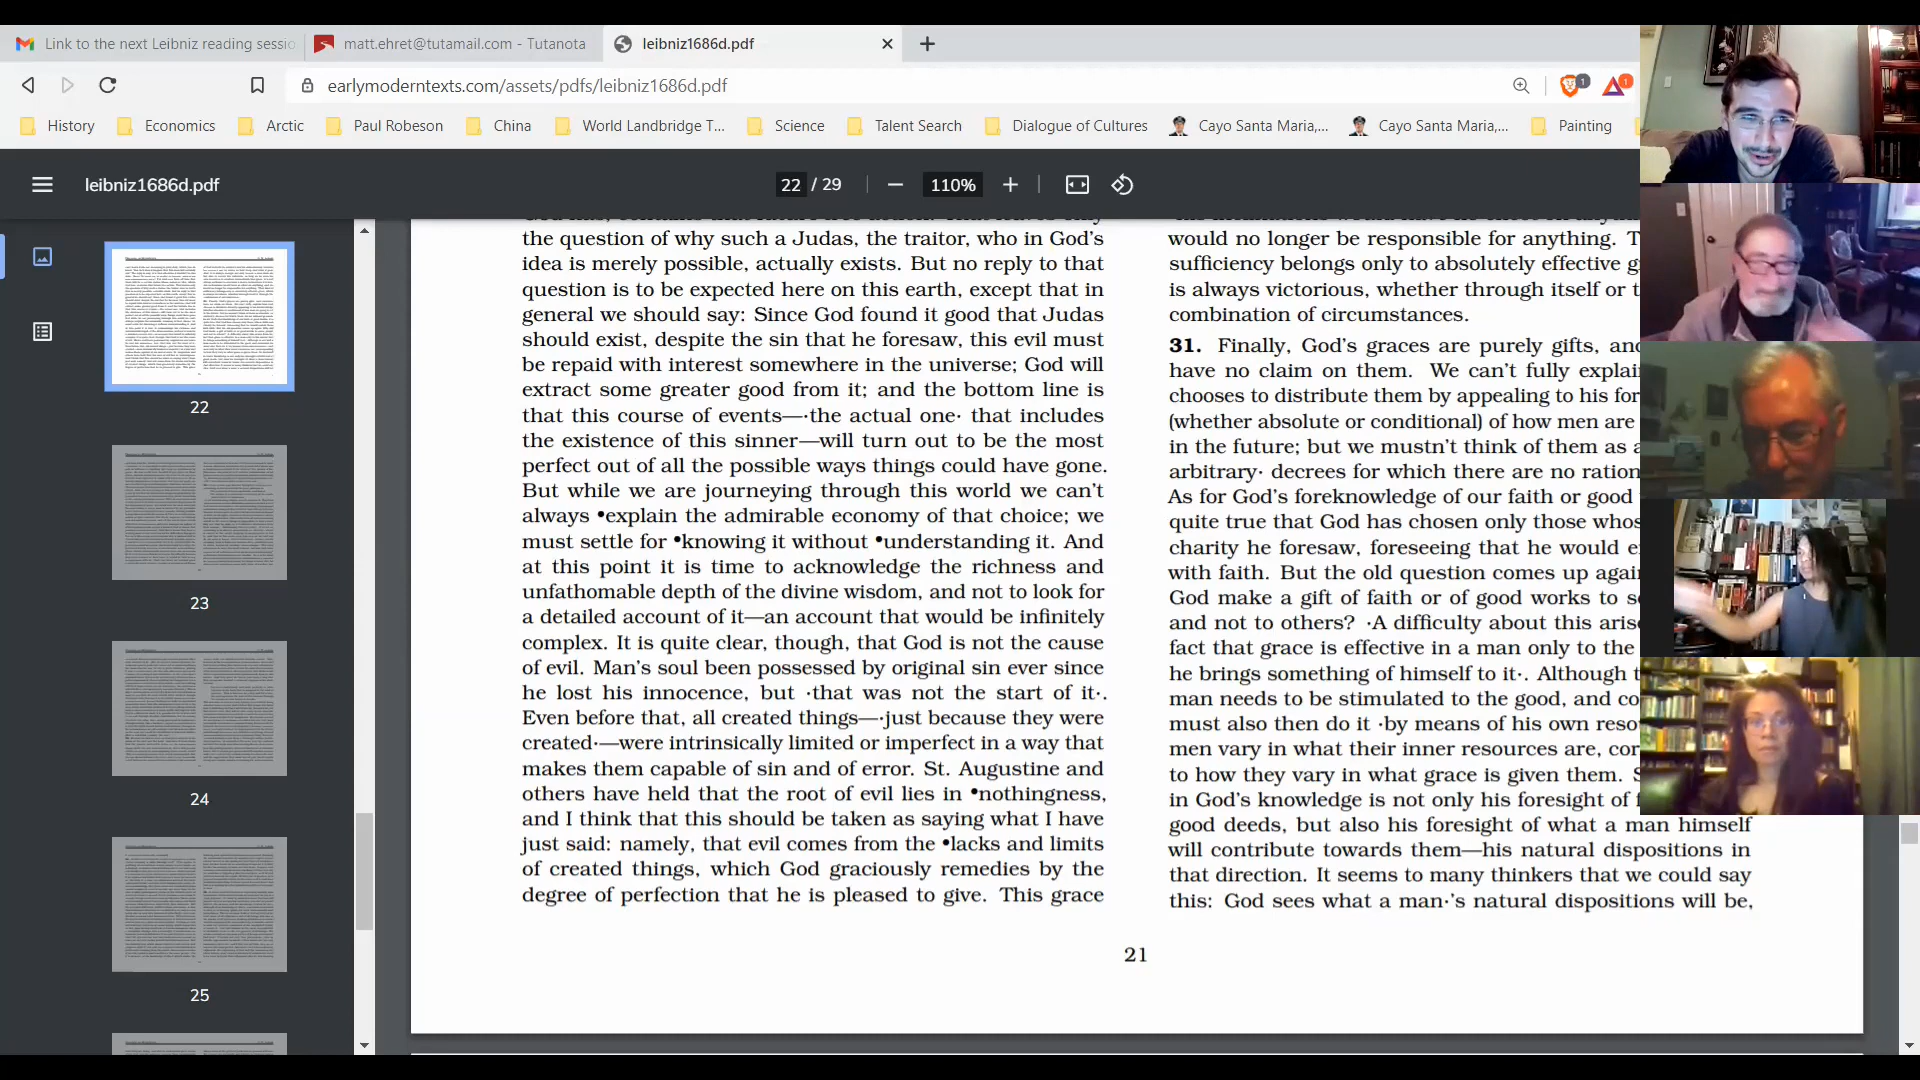 Link to the next Leibniz reading sessio
matt.ehret@tutamail.com - Tutanota
leibniz1686d.pdf
earlymoderntexts.com/assets/pdfs/leibniz1686d.pdf
1
1
History
Economics
Arctic
Paul Robeson
China
World Landbridge T...
Science
Talent Search
Dialogue of Cultures
Cayo Santa Maria,...
Cayo Santa Maria,...
Painting
leibniz1686d.pdf
22 / 29
110%
22
23
24
25
the question of why such a Judas, the traitor, who in God's
idea is merely possible, actually exists. But no reply to that
question is to be expected here on this earth, except that in
general we should say: Since God found it good that Judas
should exist, despite the sin that he foresaw, this evil must
be repaid with interest somewhere in the universe; God will
extract some greater good from it; and the bottom line is
that this course of events—·the actual one· that includes
the existence of this sinner—will turn out to be the most
perfect out of all the possible ways things could have gone.
But while we are journeying through this world we can't
always •explain the admirable economy of that choice; we
must settle for •knowing it without •understanding it. And
at this point it is time to acknowledge the richness and
unfathomable depth of the divine wisdom, and not to look for
a detailed account of it—an account that would be infinitely
complex. It is quite clear, though, that God is not the cause
of evil. Man's soul been possessed by original sin ever since
he lost his innocence, but ·that was not the start of it·.
Even before that, all created things—·just because they were
created·—were intrinsically limited or imperfect in a way that
makes them capable of sin and of error. St. Augustine and
others have held that the root of evil lies in •nothingness,
and I think that this should be taken as saying what I have
just said: namely, that evil comes from the •lacks and limits
of created things, which God graciously remedies by the
degree of perfection that he is pleased to give. This grace
would no longer be responsible for anything. T
sufficiency belongs only to absolutely effective g
is always victorious, whether through itself or t
combination of circumstances.
31. Finally, God's graces are purely gifts, and
have no claim on them. We can't fully explai
chooses to distribute them by appealing to his for
(whether absolute or conditional) of how men are
in the future; but we mustn't think of them as a
arbitrary· decrees for which there are no ration
As for God's foreknowledge of our faith or good
quite true that God has chosen only those whos
charity he foresaw, foreseeing that he would e
with faith. But the old question comes up agai
God make a gift of faith or of good works to s
and not to others? ·A difficulty about this aris
fact that grace is effective in a man only to the
he brings something of himself to it·. Although t
man needs to be stimulated to the good, and co
must also then do it ·by means of his own reso
men vary in what their inner resources are, cor
to how they vary in what grace is given them. S
in God's knowledge is not only his foresight of f
good deeds, but also his foresight of what a man himself
will contribute towards them—his natural dispositions in
that direction. It seems to many thinkers that we could say
this: God sees what a man·'s natural dispositions will be,
21